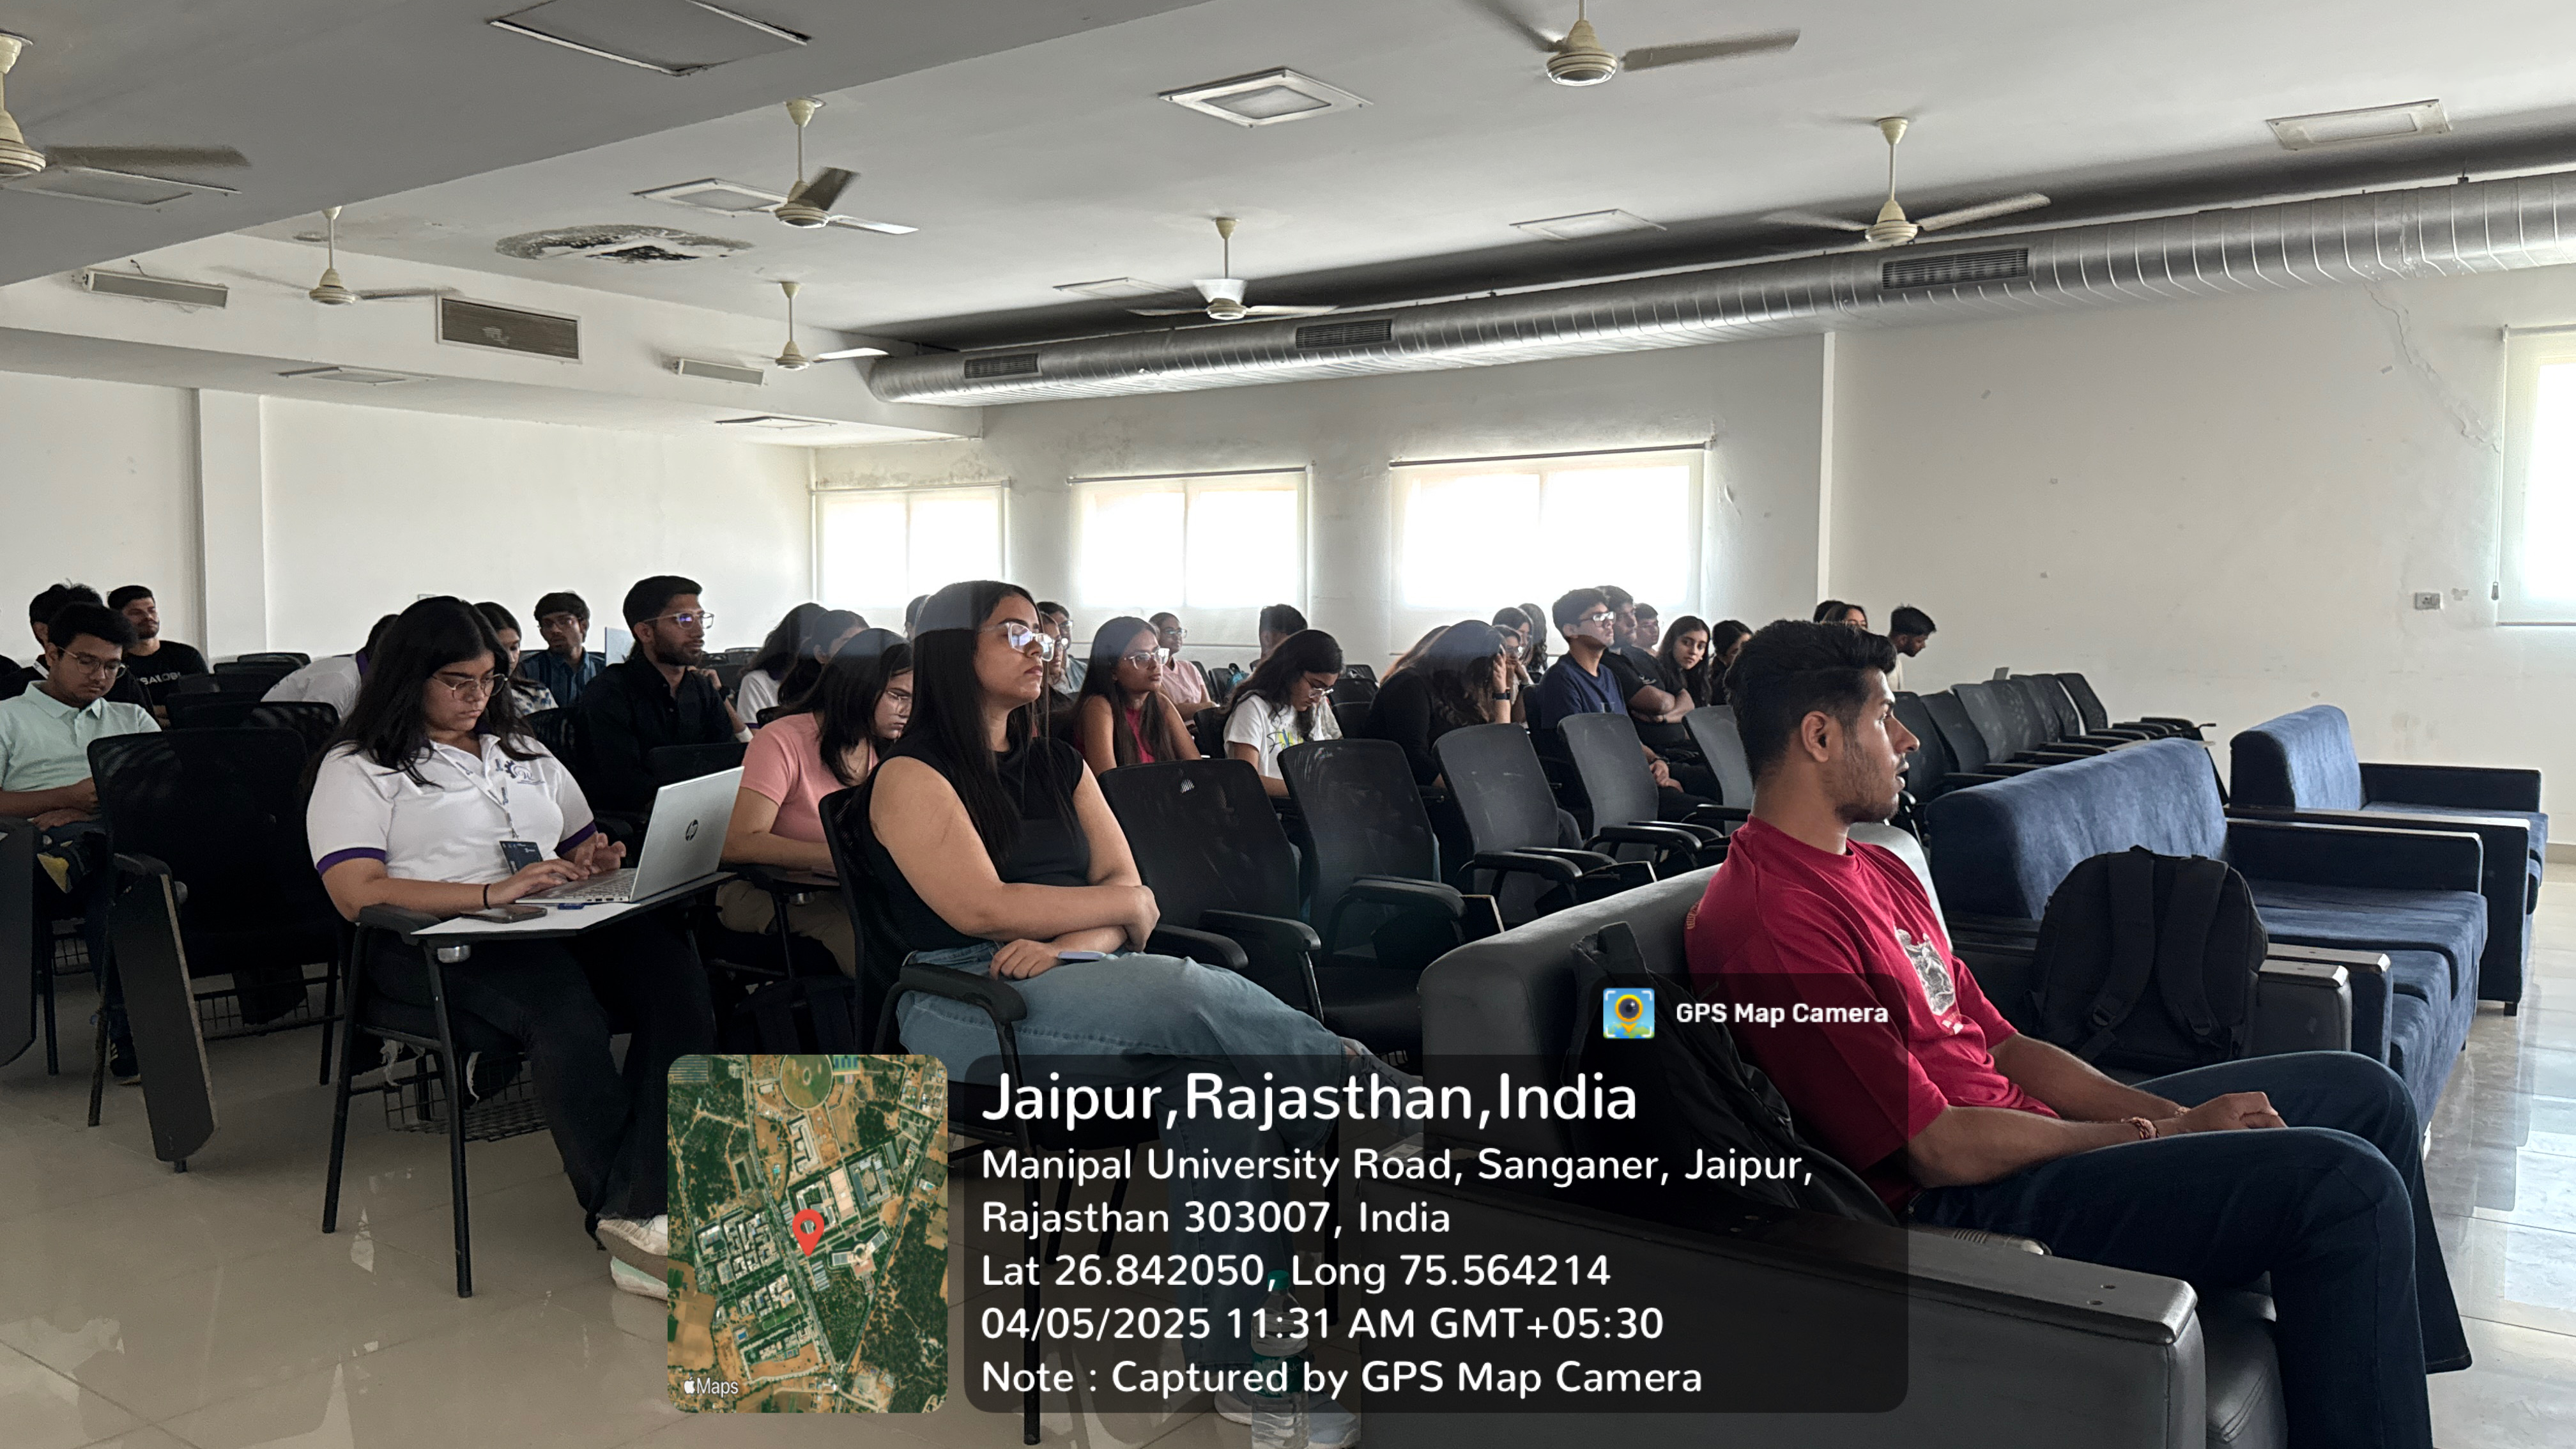 GPS Map Camera
Jaipur,Rajasthan,India
Manipal University Road, Sanganer, Jaipur,
Rajasthan 303007, India
Lat 26.842050, Long 75.564214
04/05/2025 11:31 AM GMT+05:30
Note : Captured by GPS Map Camera
Maps
hp